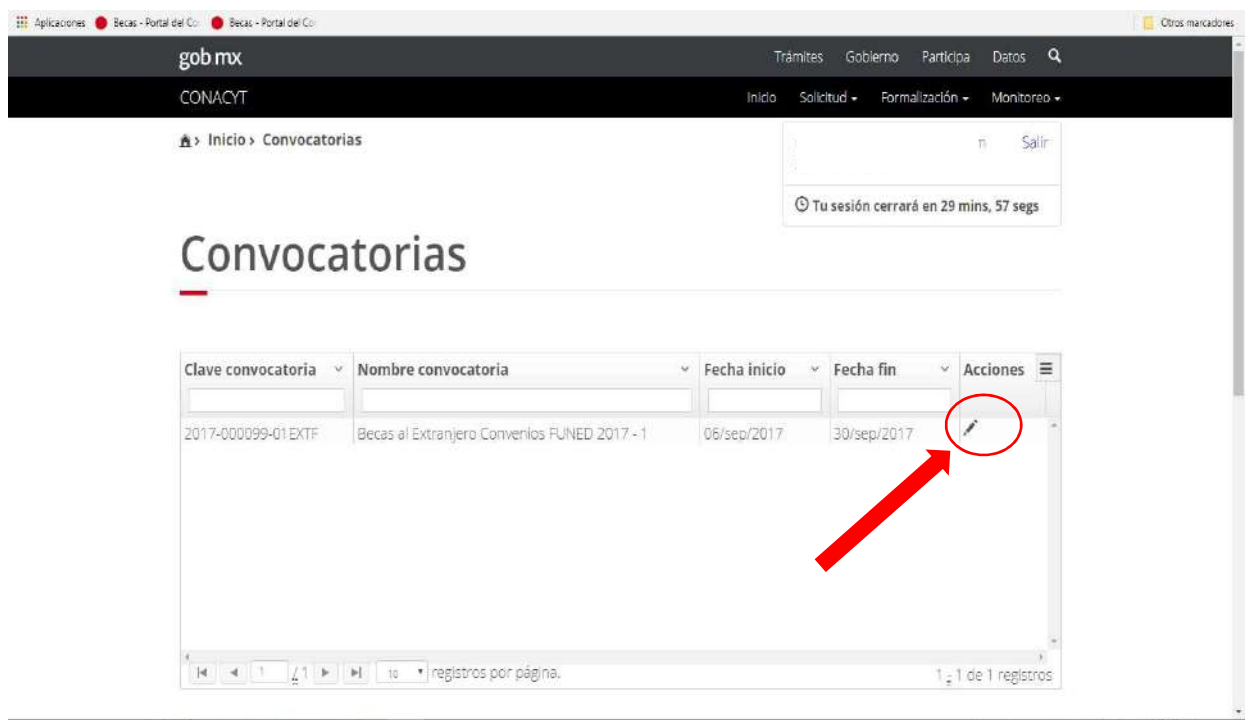 Aplicaciones Becas - Portal del Co Becas - Portal del Co Otros marcadores
gob mx Trámites Gobierno Participa Datos
CONACYT Inicio Solicitud Formalización Monitoreo
> Inicio > Convocatorias
n Salir
Tu sesión cerrará en 29 mins, 57 segs
Convocatorias
Clave convocatoria Nombre convocatoria Fecha inicio Fecha fin Acciones
2017-000099-01EXTF Becas al Extranjero Convenios FUNED 2017 - 1 06/sep/2017 30/sep/2017
1 / 1 10 registros por página. 1 - 1 de 1 registros